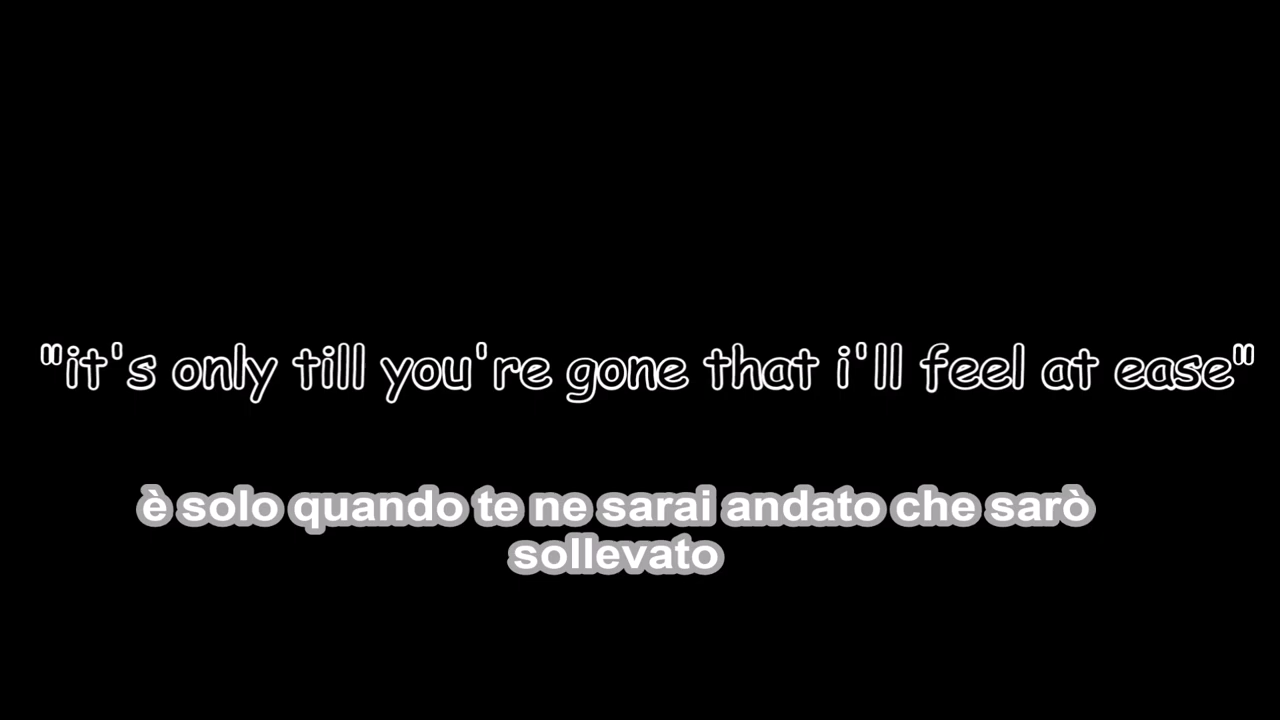 "it's only till you're gone that i'll feel at ease"
è solo quando te ne sarai andato che sarò
sollevato